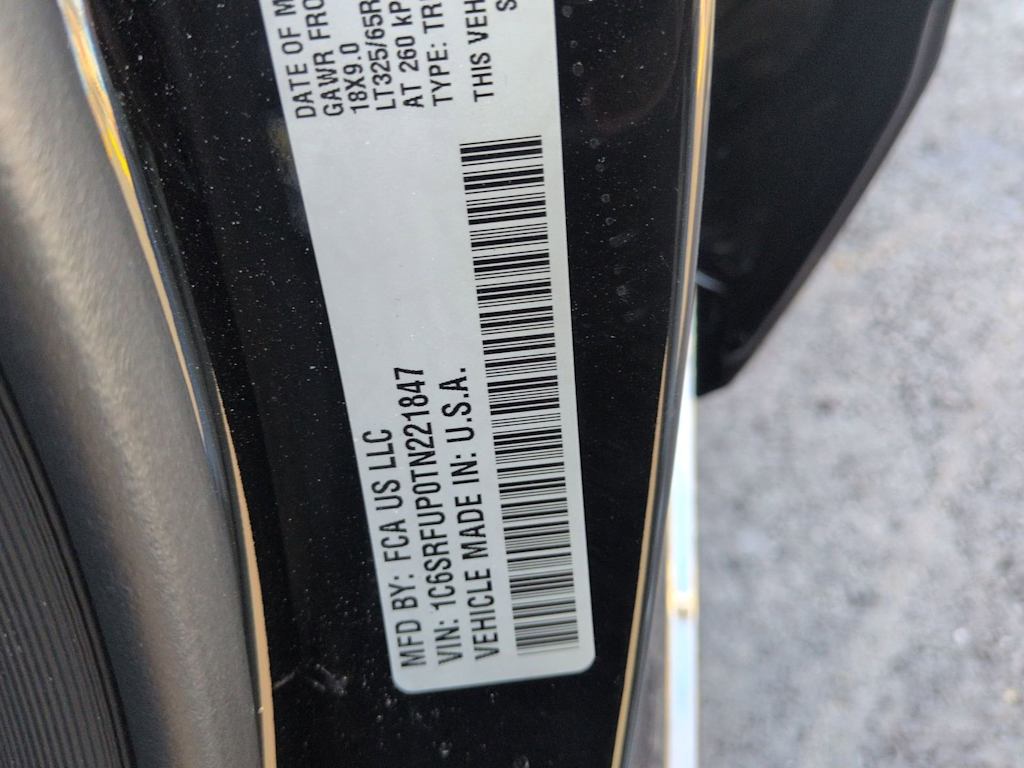 MFD BY: FCA US LLC
VIN: 1C6SRFUP0TN221847
VEHICLE MADE IN: U.S.A.
DATE OF M
GAWR FRO
18X9.0
LT325/65R
AT 260 kP
TYPE: TR
THIS VEH
S